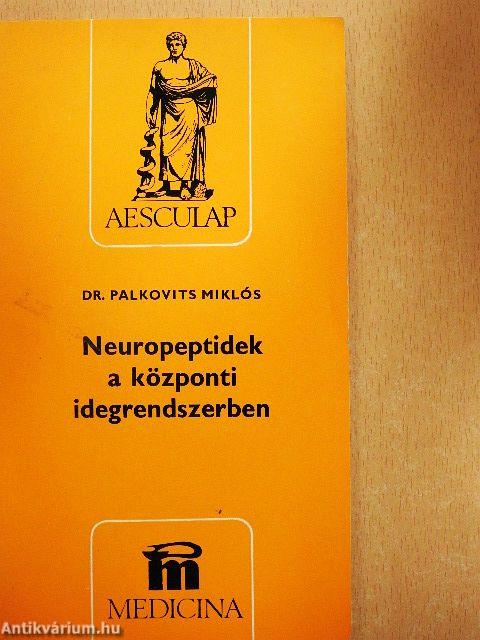 AESCULAP
DR. PALKOVITS MIKLÓS
Neuropeptidek
a központi
idegrendszerben
m
MEDICINA
Antikvárium.hu